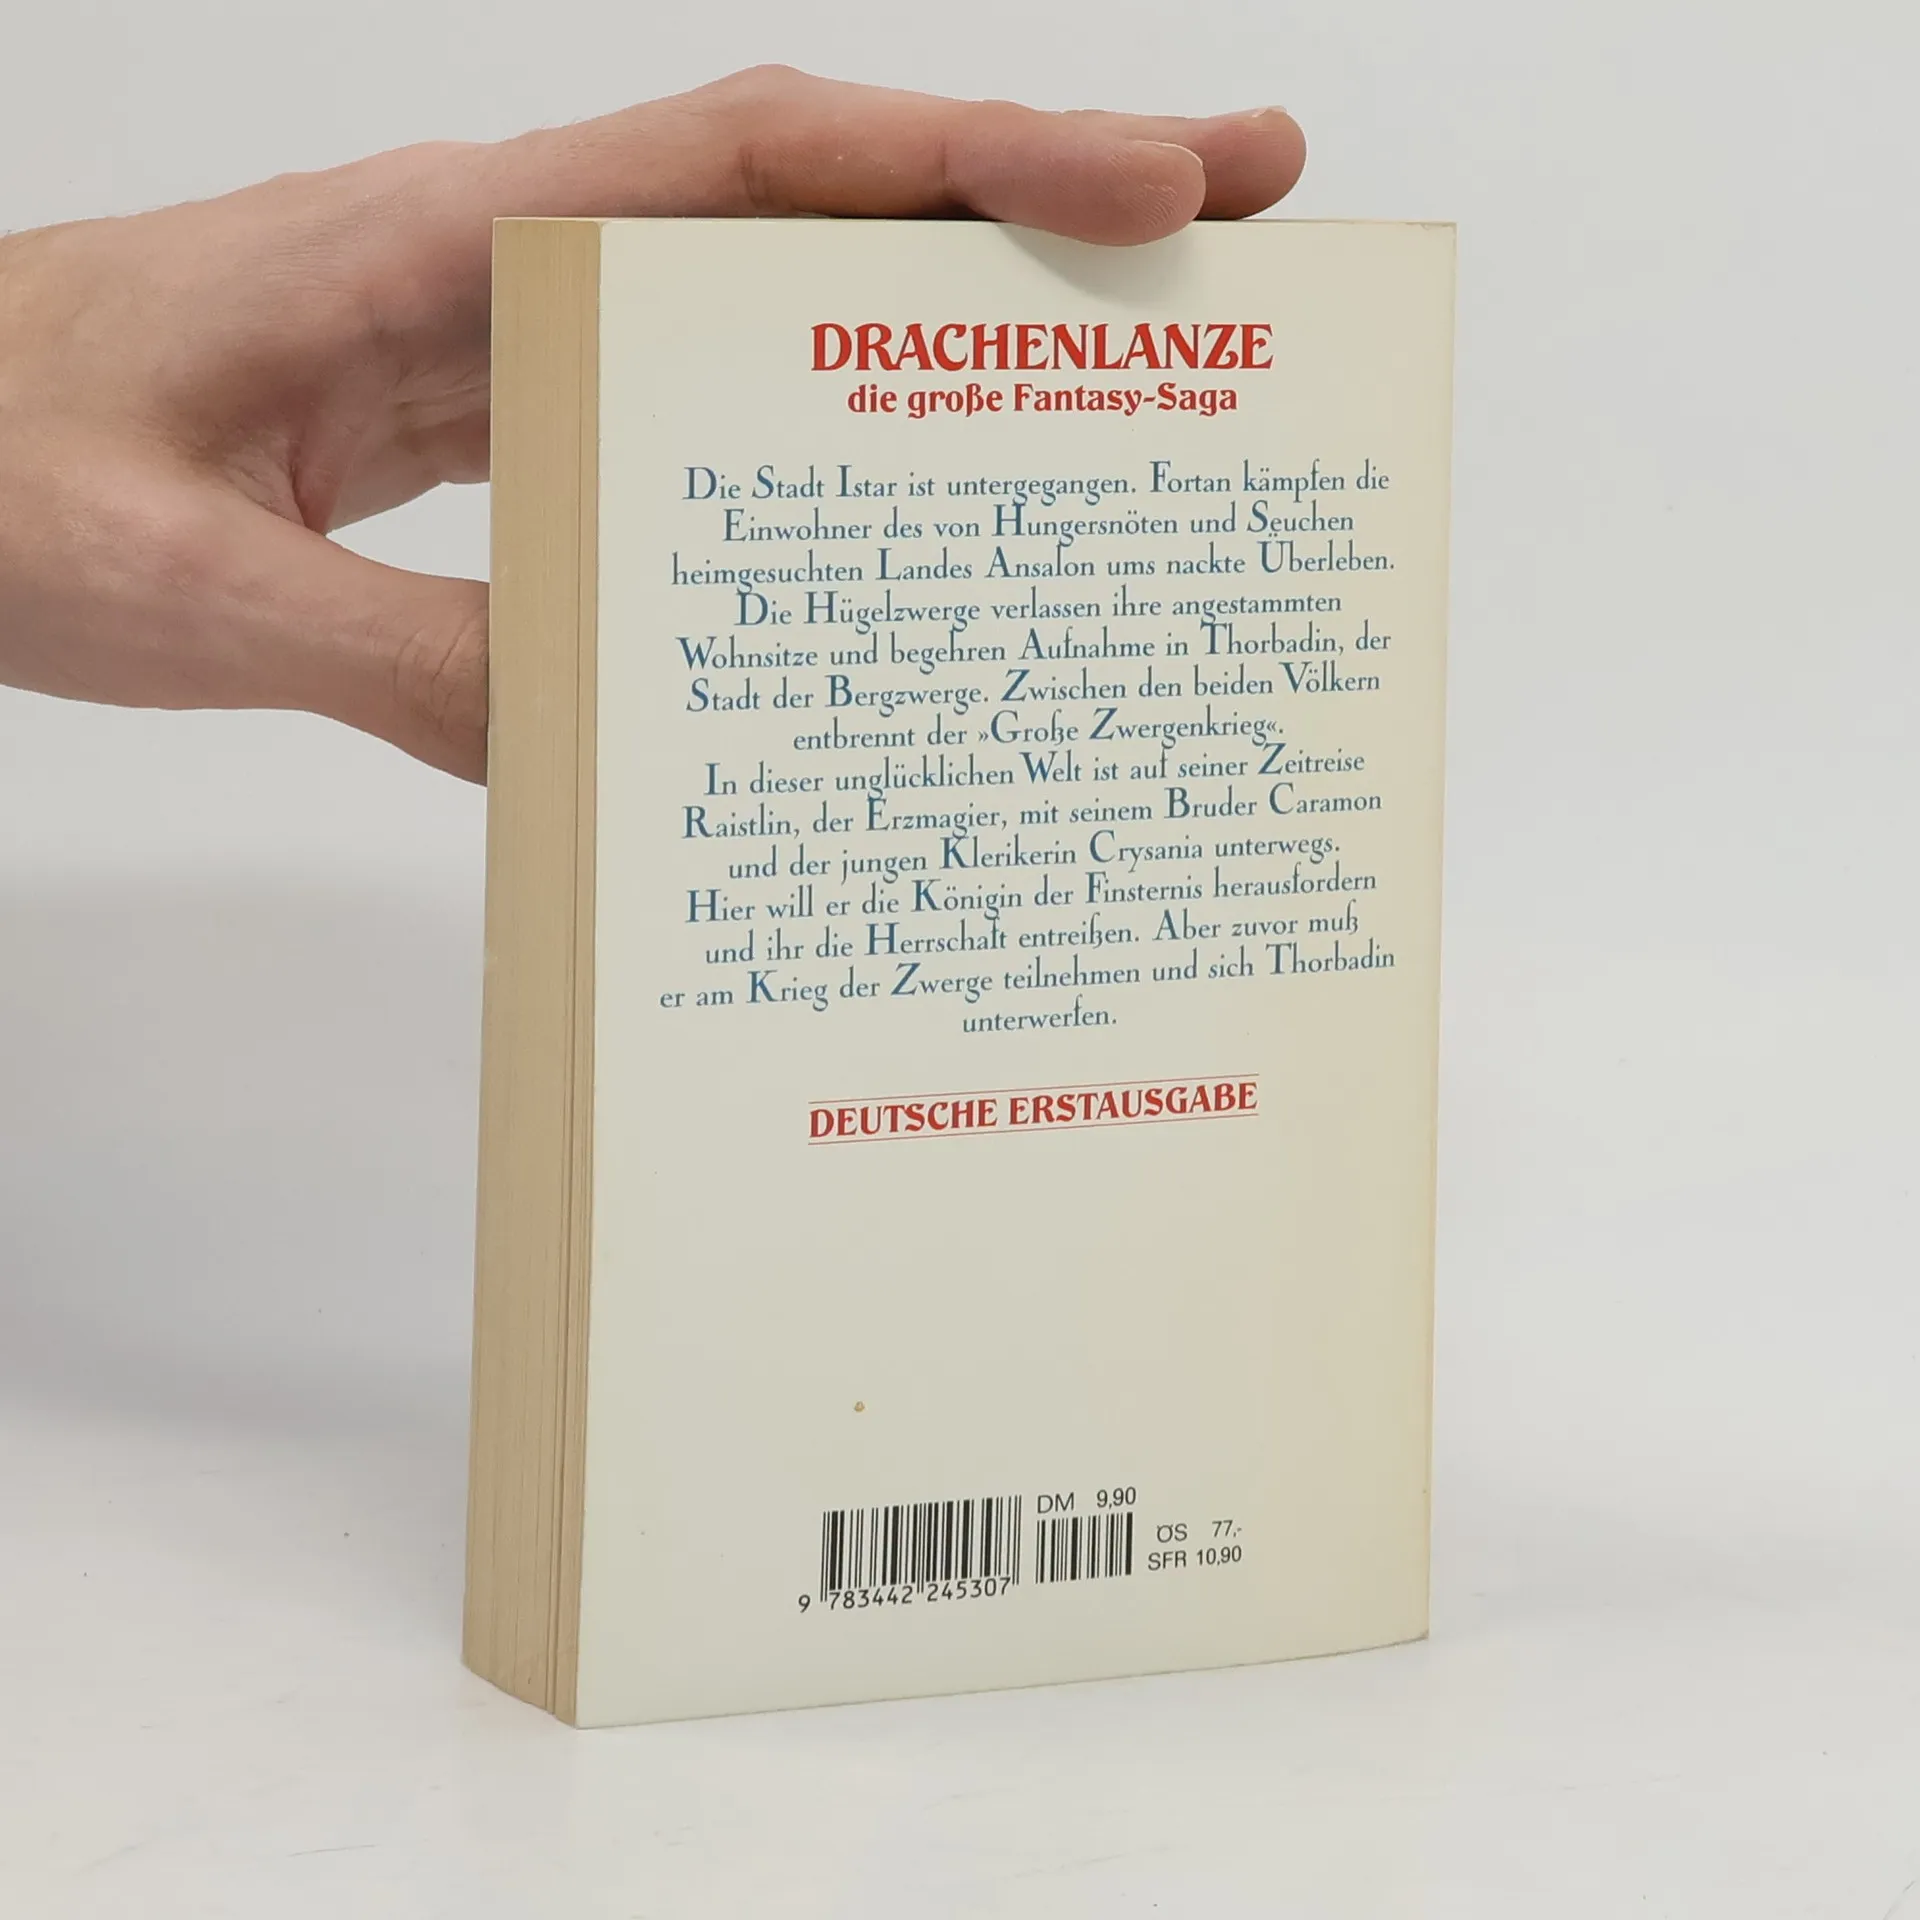 DRACHENLANZE
die große Fantasy-Saga
Die Stadt Istar ist untergegangen. Fortan kämpfen die
Einwohner des von Hungersnöten und Seuchen
heimgesuchten Landes Ansalon ums nackte Überleben.
Die Hügelzwerge verlassen ihre angestammten
Wohnsitze und begehren Aufnahme in Thorbadin, der
Stadt der Bergzwerge. Zwischen den beiden Völkern
entbrennt der »Große Zwergenkrieg«.
In dieser unglücklichen Welt ist auf seiner Zeitreise
Raistlin, der Erzmagier, mit seinem Bruder Caramon
und der jungen Klerikerin Crysania unterwegs.
Hier will er die Königin der Finsternis herausfordern
und ihr die Herrschaft entreißen. Aber zuvor muß
er am Krieg der Zwerge teilnehmen und sich Thorbadin
unterwerfen.
DEUTSCHE ERSTAUSGABE
DM 9,90
ÖS 77,-
SFR 10,90
9 783442 245307